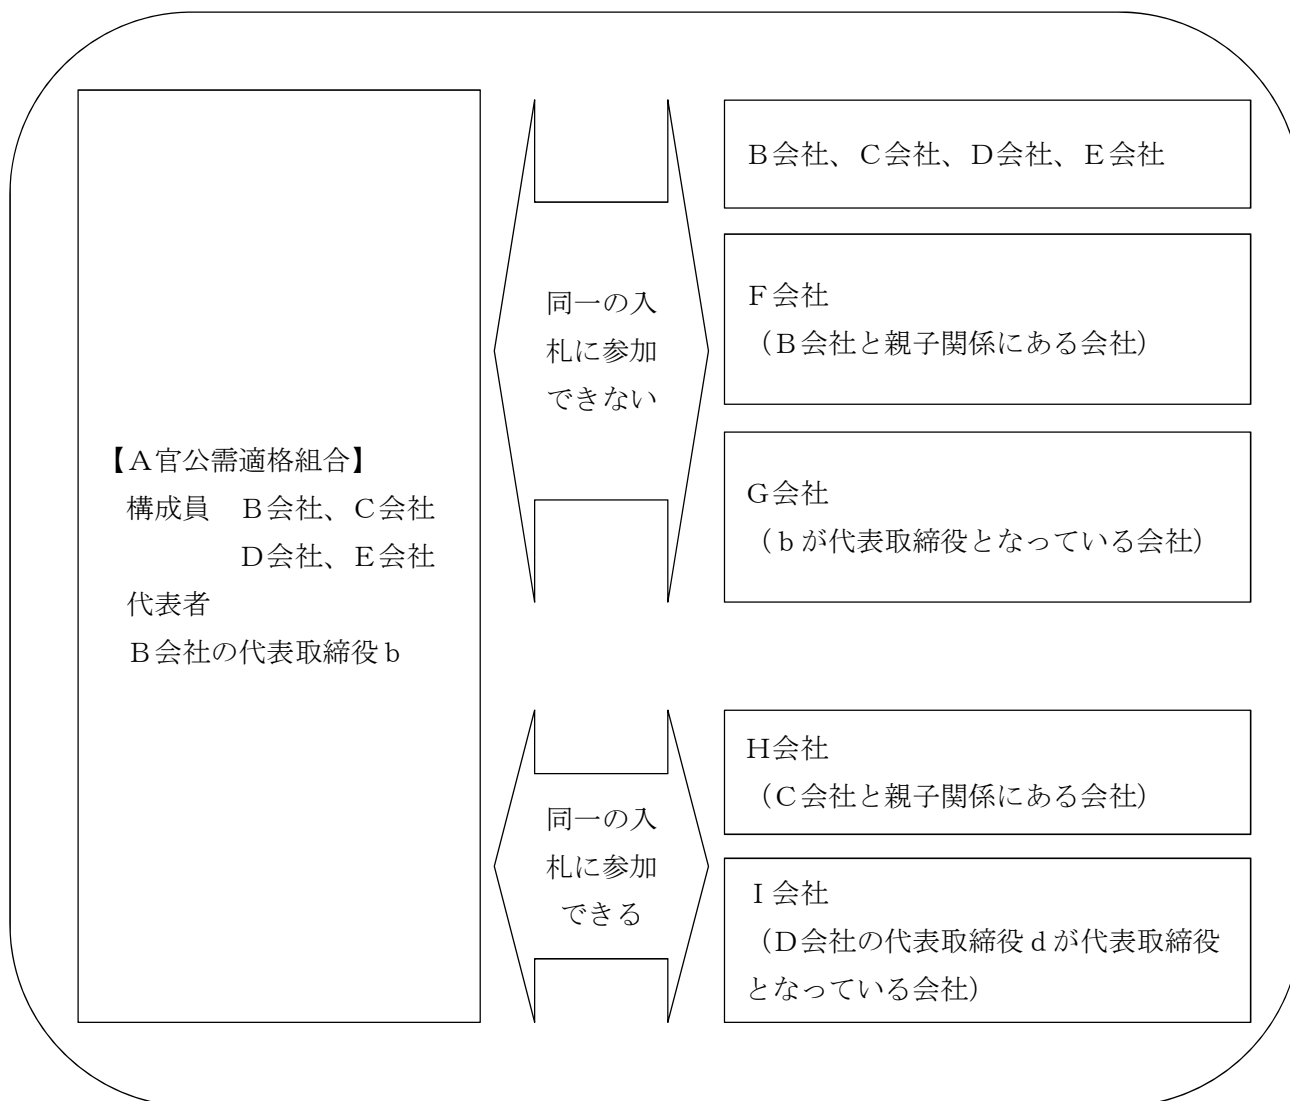 【Ａ官公需適格組合】
構成員　Ｂ会社、Ｃ会社
Ｄ会社、Ｅ会社
代表者
Ｂ会社の代表取締役ｂ
同一の入
札に参加
できない
Ｂ会社、Ｃ会社、Ｄ会社、Ｅ会社
Ｆ会社
（Ｂ会社と親子関係にある会社）
Ｇ会社
（ｂが代表取締役となっている会社）
同一の入
札に参加
できる
Ｈ会社
（Ｃ会社と親子関係にある会社）
Ｉ会社
（Ｄ会社の代表取締役ｄが代表取締役
となっている会社）